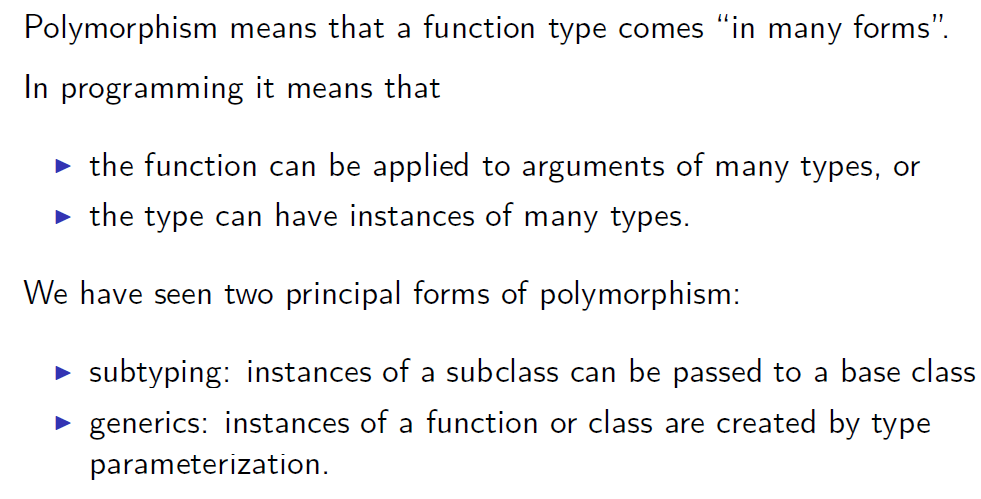 Polymorphism means that a function type comes “in many forms”.
In programming it means that
▶ the function can be applied to arguments of many types, or
▶ the type can have instances of many types.
We have seen two principal forms of polymorphism:
▶ subtyping: instances of a subclass can be passed to a base class
▶ generics: instances of a function or class are created by type
parameterization.